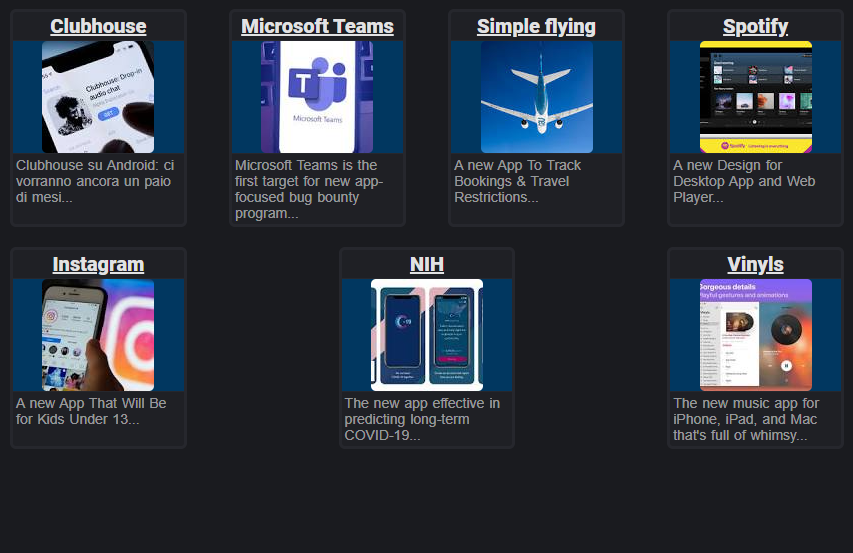 Clubhouse
Clubhouse: Drop-in
audio chat
GET
Clubhouse su Android: ci
vorranno ancora un paio
di mesi...
Microsoft Teams
T
Microsoft Teams
Microsoft Teams is the
first target for new app-
focused bug bounty
program...
Simple flying
A new App To Track
Bookings & Travel
Restrictions...
Spotify
Spotify
A new Design for
Desktop App and Web
Player...
Instagram
A new App That Will Be
for Kids Under 13...
NIH
The new app effective in
predicting long-term
COVID-19...
Vinyls
Gorgeous details
Playful gestures and animations
The new music app for
iPhone, iPad, and Mac
that's full of whimsy...